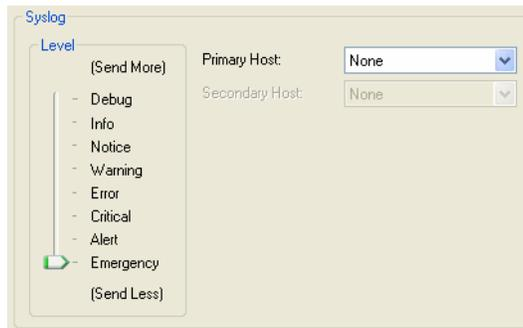 Syslog
Level
(Send More)
Debug
Info
Notice
Warning
Error
Critical
Alert
Emergency
(Send Less)
Primary Host: None
Secondary Host: None